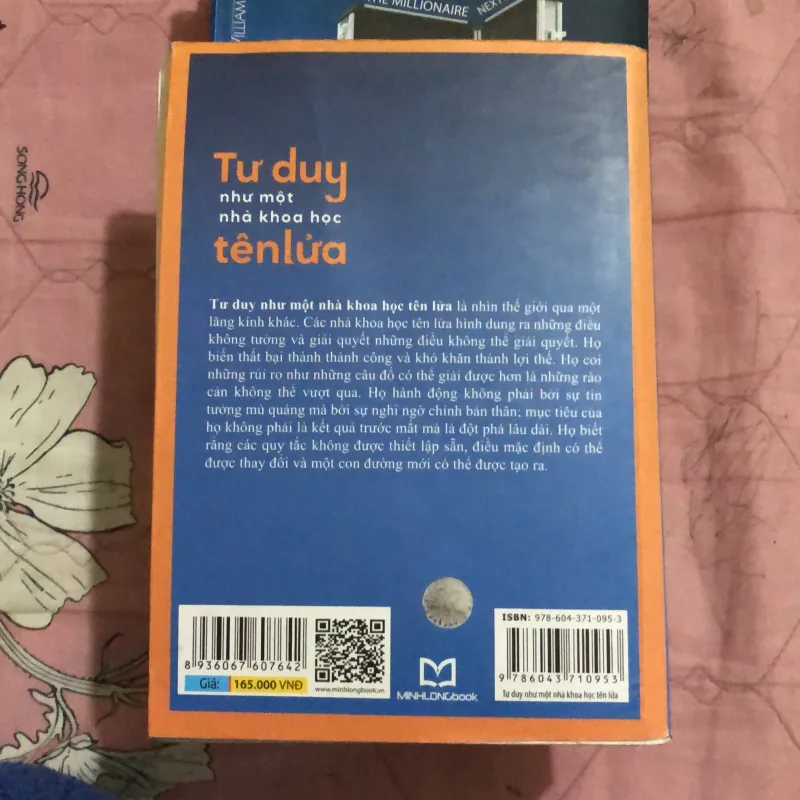 THE MILLIONAIRE
NEXT
WILLIAM
SONG HONG
Tư duy
như một
nhà khoa học
tên lửa
Tư duy như một nhà khoa học tên lửa là nhìn thế giới qua một
lăng kính khác. Các nhà khoa học tên lửa hình dung ra những điều
không tưởng và giải quyết những điều không thể giải quyết. Họ
biến thất bại thành thành công và khó khăn thành lợi thế. Họ coi
những rủi ro như những câu đố có thể giải được hơn là những rào
cản không thể vượt qua. Họ hành động không phải bởi sự tin
tưởng mù quáng mà bởi sự nghi ngờ chính bản thân; mục tiêu của
họ không phải là kết quả trước mắt mà là đột phá lâu dài. Họ biết
rằng các quy tắc không được thiết lập sẵn, điều mặc định có thể
được thay đổi và một con đường mới có thể được tạo ra.
8 936067 607642
Giá: 165.000 VNĐ
www.minhlongbook.vn
MINHLONGbook
ISBN: 978-604-371-095-3
9 786043 710953
Tư duy như một nhà khoa học tên lửa